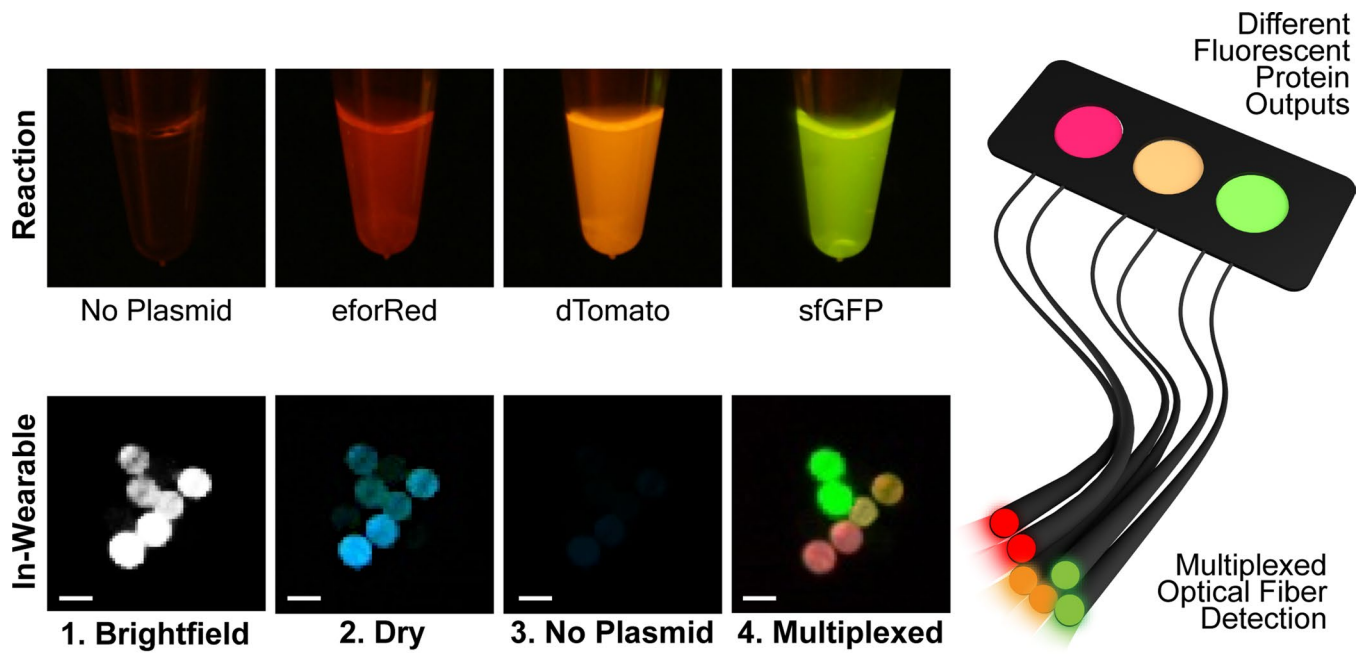 Different
Fluorescent
Protein
Outputs
Reaction
No Plasmid
eforRed
dTomato
sfGFP
In-Wearable
1. Brightfield
2. Dry
3. No Plasmid
4. Multiplexed
Multiplexed
Optical Fiber
Detection